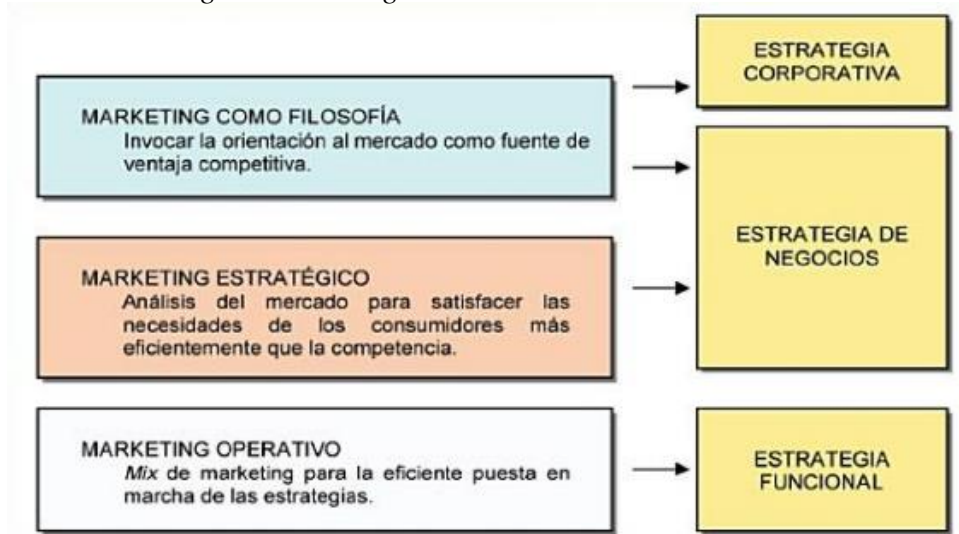 MARKETING COMO FILOSOFÍA
Invocar la orientación al mercado como fuente de
ventaja competitiva.
MARKETING ESTRATÉGICO
Análisis del mercado para satisfacer las
necesidades de los consumidores más
eficientemente que la competencia.
MARKETING OPERATIVO
Mix de marketing para la eficiente puesta en
marcha de las estrategias.
ESTRATEGIA
CORPORATIVA
ESTRATEGIA DE
NEGOCIOS
ESTRATEGIA
FUNCIONAL